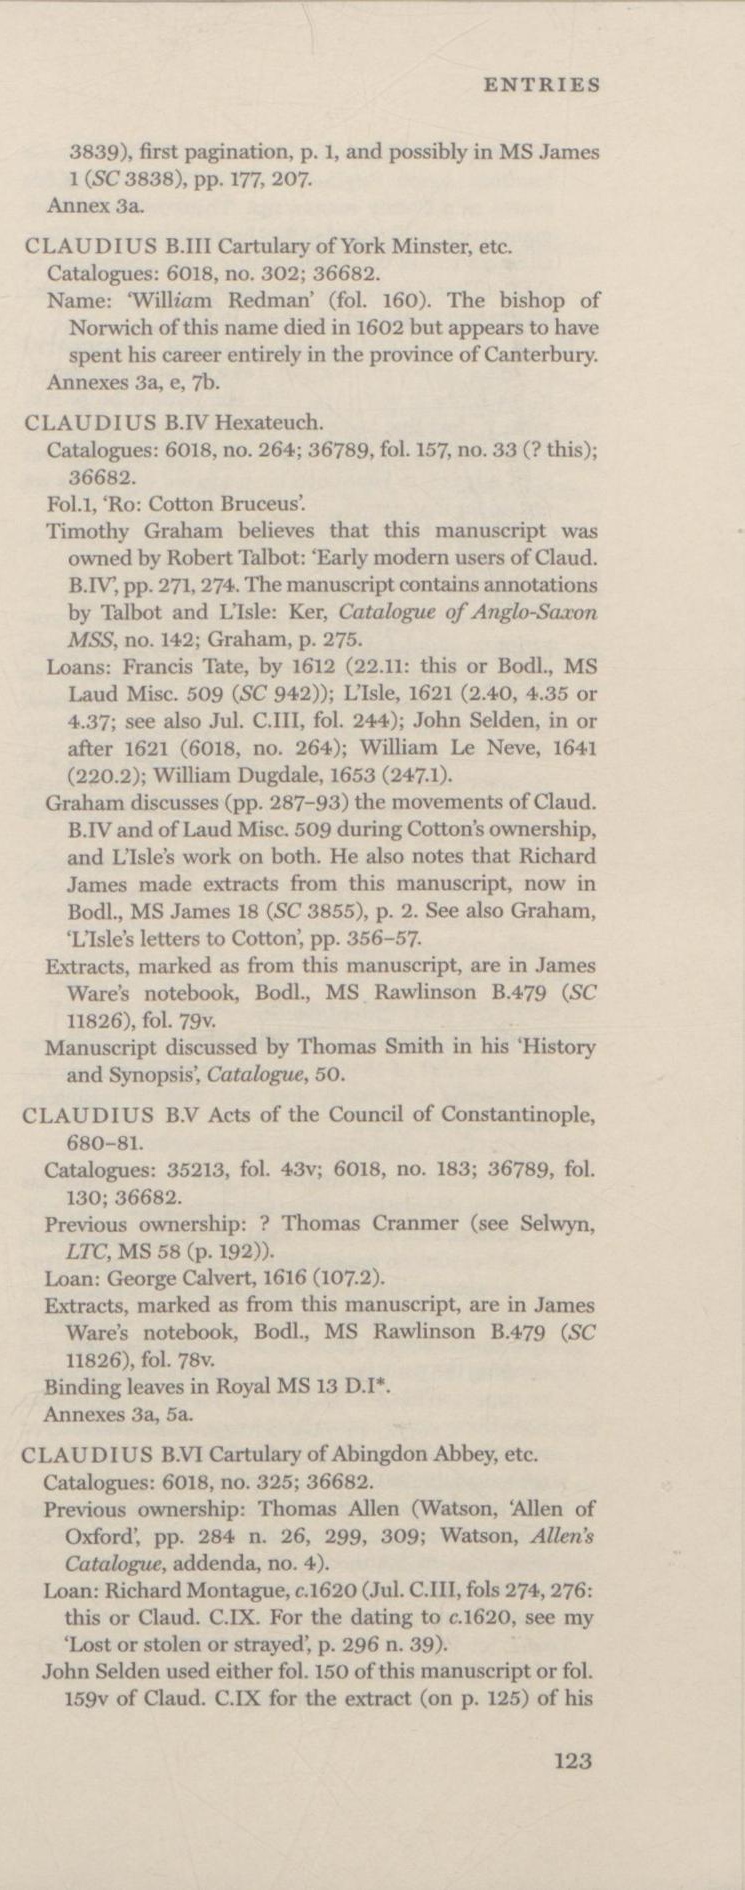 ENTRIES
3839), first pagination, p. 1, and possibly in MS James
1 (SC 3838), pp. 177, 207.
Annex 3a.
CLAUDIUS B.III Cartulary of York Minster, etc.
Catalogues: 6018, no. 302; 36682.
Name: ‘William Redman’ (fol. 160). The bishop of
Norwich of this name died in 1602 but appears to have
spent his career entirely in the province of Canterbury.
Annexes 3a, e, 7b.
CLAUDIUS B.IV Hexateuch.
Catalogues: 6018, no. 264; 36789, fol. 157, no. 33 (? this);
36682.
Fol.1, ‘Ro: Cotton Bruceus’.
Timothy Graham believes that this manuscript was
owned by Robert Talbot: ‘Early modern users of Claud.
B.IV’, pp. 271, 274. The manuscript contains annotations
by Talbot and L’Isle: Ker, Catalogue of Anglo-Saxon
MSS, no. 142; Graham, p. 275.
Loans: Francis Tate, by 1612 (22.11: this or Bodl., MS
Laud Misc. 509 (SC 942)); L’Isle, 1621 (2.40, 4.35 or
4.37; see also Jul. C.III, fol. 244); John Selden, in or
after 1621 (6018, no. 264); William Le Neve, 1641
(220.2); William Dugdale, 1653 (247.1).
Graham discusses (pp. 287–93) the movements of Claud.
B.IV and of Laud Misc. 509 during Cotton’s ownership,
and L’Isle’s work on both. He also notes that Richard
James made extracts from this manuscript, now in
Bodl., MS James 18 (SC 3855), p. 2. See also Graham,
‘L’Isle’s letters to Cotton’, pp. 356–57.
Extracts, marked as from this manuscript, are in James
Ware’s notebook, Bodl., MS Rawlinson B.479 (SC
11826), fol. 79v.
Manuscript discussed by Thomas Smith in his ‘History
and Synopsis’, Catalogue, 50.
CLAUDIUS B.V Acts of the Council of Constantinople,
680–81.
Catalogues: 35213, fol. 43v; 6018, no. 183; 36789, fol.
130; 36682.
Previous ownership: ? Thomas Cranmer (see Selwyn,
LTC, MS 58 (p. 192)).
Loan: George Calvert, 1616 (107.2).
Extracts, marked as from this manuscript, are in James
Ware’s notebook, Bodl., MS Rawlinson B.479 (SC
11826), fol. 78v.
Binding leaves in Royal MS 13 D.I*.
Annexes 3a, 5a.
CLAUDIUS B.VI Cartulary of Abingdon Abbey, etc.
Catalogues: 6018, no. 325; 36682.
Previous ownership: Thomas Allen (Watson, ‘Allen of
Oxford’, pp. 284 n. 26, 299, 309; Watson, Allen’s
Catalogue, addenda, no. 4).
Loan: Richard Montague, c.1620 (Jul. C.III, fols 274, 276:
this or Claud. C.IX. For the dating to c.1620, see my
‘Lost or stolen or strayed’, p. 296 n. 39).
John Selden used either fol. 150 of this manuscript or fol.
159v of Claud. C.IX for the extract (on p. 125) of his
123